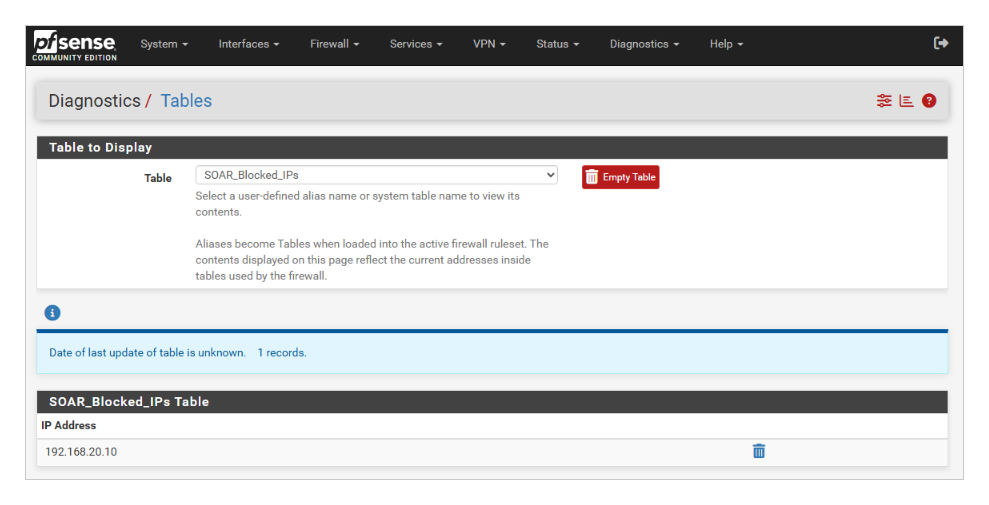 pfsense
COMMUNITY EDITION
System Interfaces Firewall Services VPN Status Diagnostics Help
Diagnostics / Tables
Table to Display
Table SOAR_Blocked_IPs Empty Table
Select a user-defined alias name or system table name to view its
contents.
Aliases become Tables when loaded into the active firewall ruleset. The
contents displayed on this page reflect the current addresses inside
tables used by the firewall.
Date of last update of table is unknown. 1 records.
SOAR_Blocked_IPs Table
IP Address
192.168.20.10